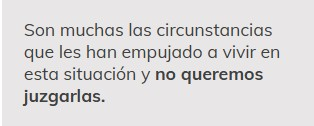 Son muchas las circunstancias
que les han empujado a vivir en
esta situación y no queremos
juzgarlas.